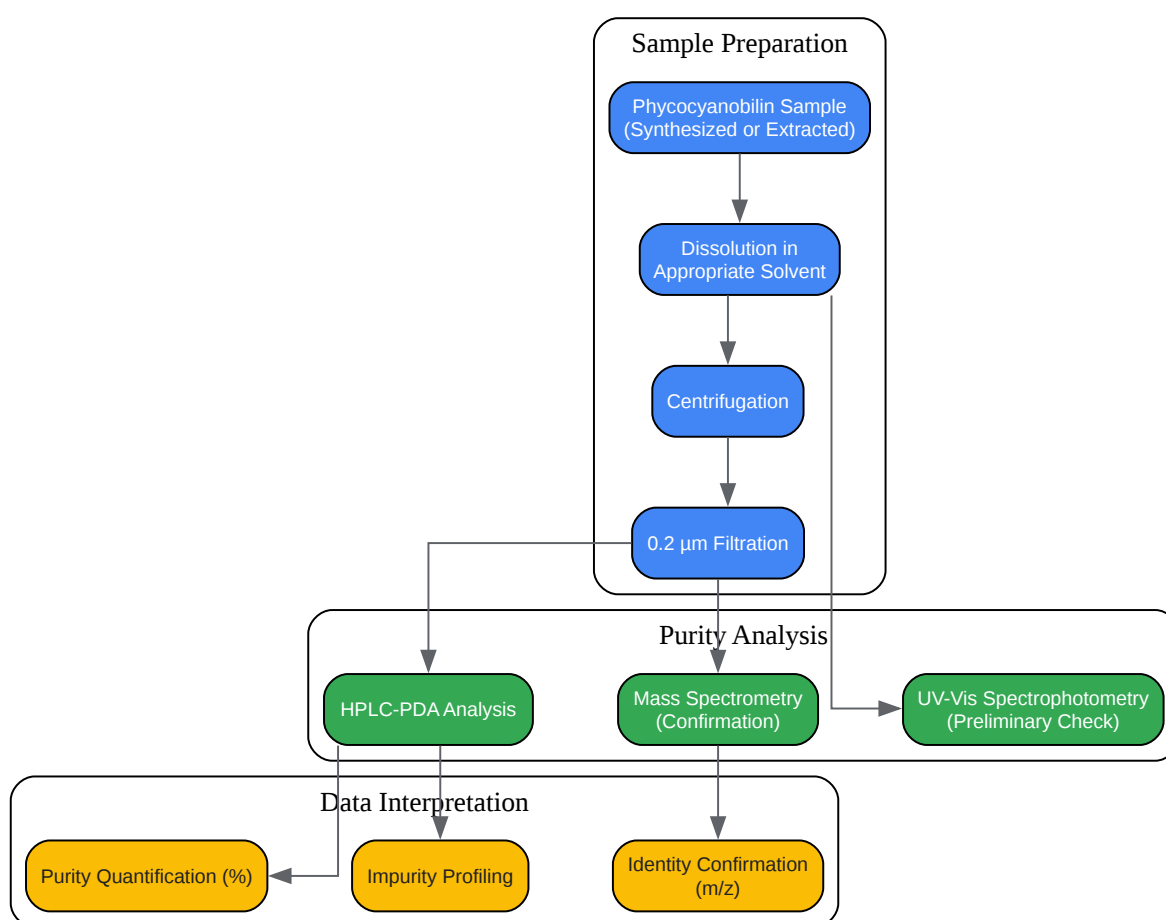 Sample Preparation
Phycocyanobilin Sample
(Synthesized or Extracted)
Dissolution in
Appropriate Solvent
Centrifugation
0.2 µm Filtration
Purity Analysis
HPLC-PDA Analysis
Mass Spectrometry
(Confirmation)
UV-Vis Spectrophotometry
(Preliminary Check)
Data Interpretation
Purity Quantification (%)
Impurity Profiling
Identity Confirmation
(m/z)